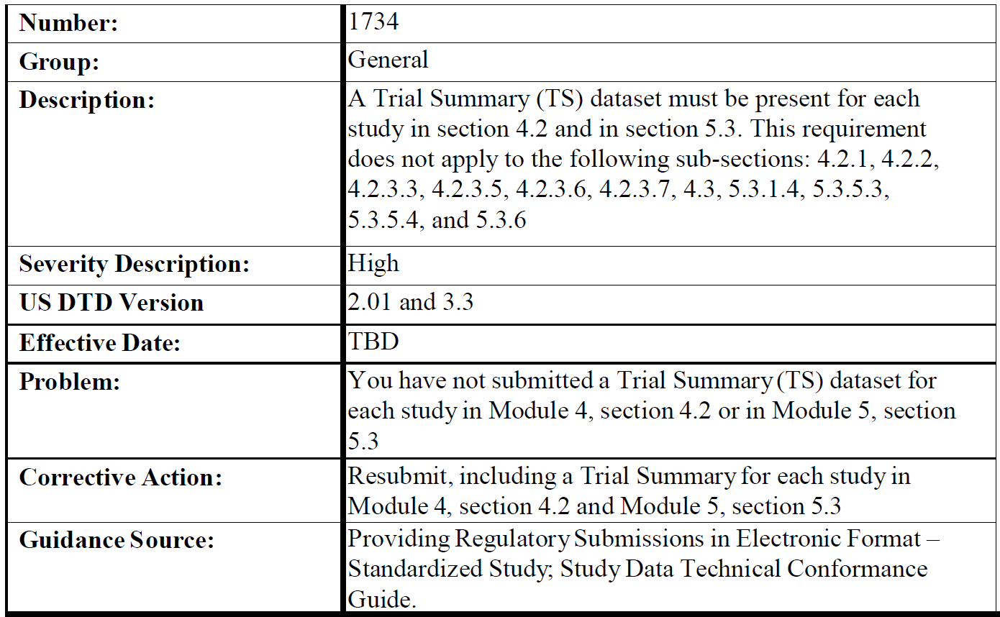 Number:
1734
Group:
General
Description:
A Trial Summary (TS) dataset must be present for each
study in section 4.2 and in section 5.3. This requirement
does not apply to the following sub-sections: 4.2.1, 4.2.2,
4.2.3.3, 4.2.3.5, 4.2.3.6, 4.2.3.7, 4.3, 5.3.1.4, 5.3.5.3,
5.3.5.4, and 5.3.6
Severity Description:
High
US DTD Version
2.01 and 3.3
Effective Date:
TBD
Problem:
You have not submitted a Trial Summary (TS) dataset for
each study in Module 4, section 4.2 or in Module 5, section
5.3
Corrective Action:
Resubmit, including a Trial Summary for each study in
Module 4, section 4.2 and Module 5, section 5.3
Guidance Source:
Providing Regulatory Submissions in Electronic Format –
Standardized Study; Study Data Technical Conformance
Guide.